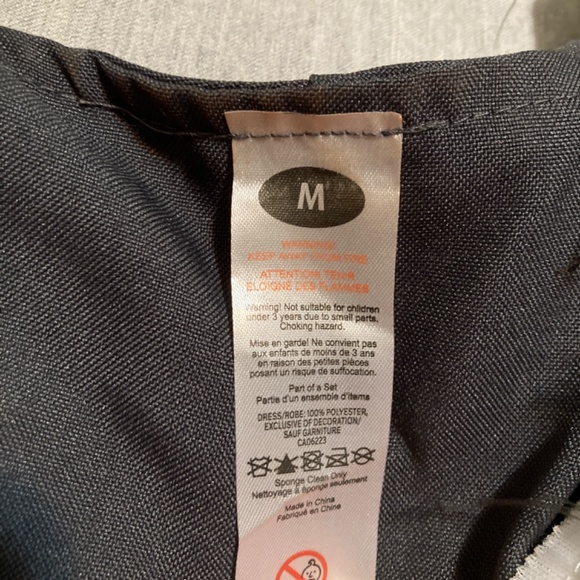 M
WARNING!
KEEP AWAY FROM FIRE
ATTENTION! TENIR
ELOIGNÉ DES FLAMMES
Warning! Not suitable for children
under 3 years due to small parts.
Choking hazard.
Mise en garde! Ne convient pas
aux enfants de moins de 3 ans
en raison des petites pièces
posant un risque de suffocation.
Part of a Set
Partie d'un ensemble d'items
DRESS/ROBE: 100% POLYESTER,
EXCLUSIVE OF DECORATION/
SAUF GARNITURE
CA06223
Sponge Clean Only
Nettoyage à éponge seulement
Made in China
Fabriqué en Chine